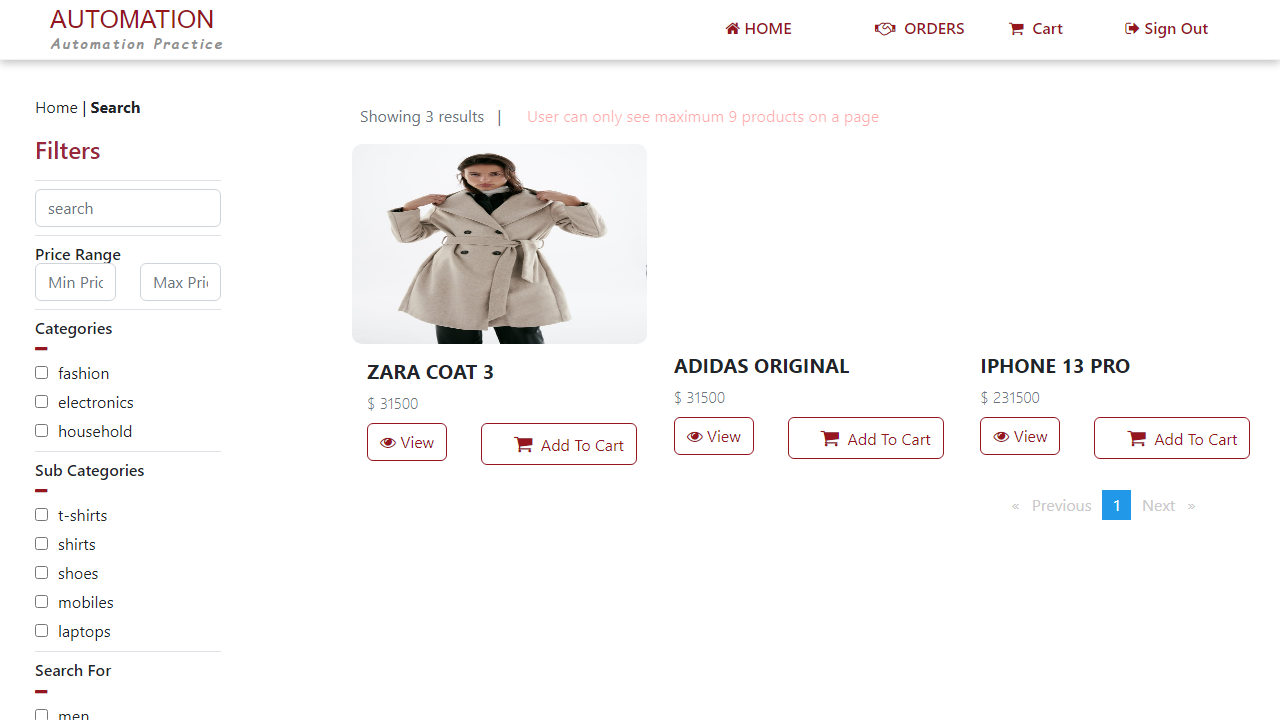 AUTOMATION
Automation Practice
HOME
ORDERS
Cart
Sign Out
Home | Search
Filters
search
Price Range
Min Pric
Max Pri
Categories
fashion
electronics
household
Sub Categories
t-shirts
shirts
shoes
mobiles
laptops
Search For
men
Showing 3 results |
User can only see maximum 9 products on a page
ZARA COAT 3
$ 31500
View
Add To Cart
ADIDAS ORIGINAL
$ 31500
View
Add To Cart
IPHONE 13 PRO
$ 231500
View
Add To Cart
« Previous 1 Next »